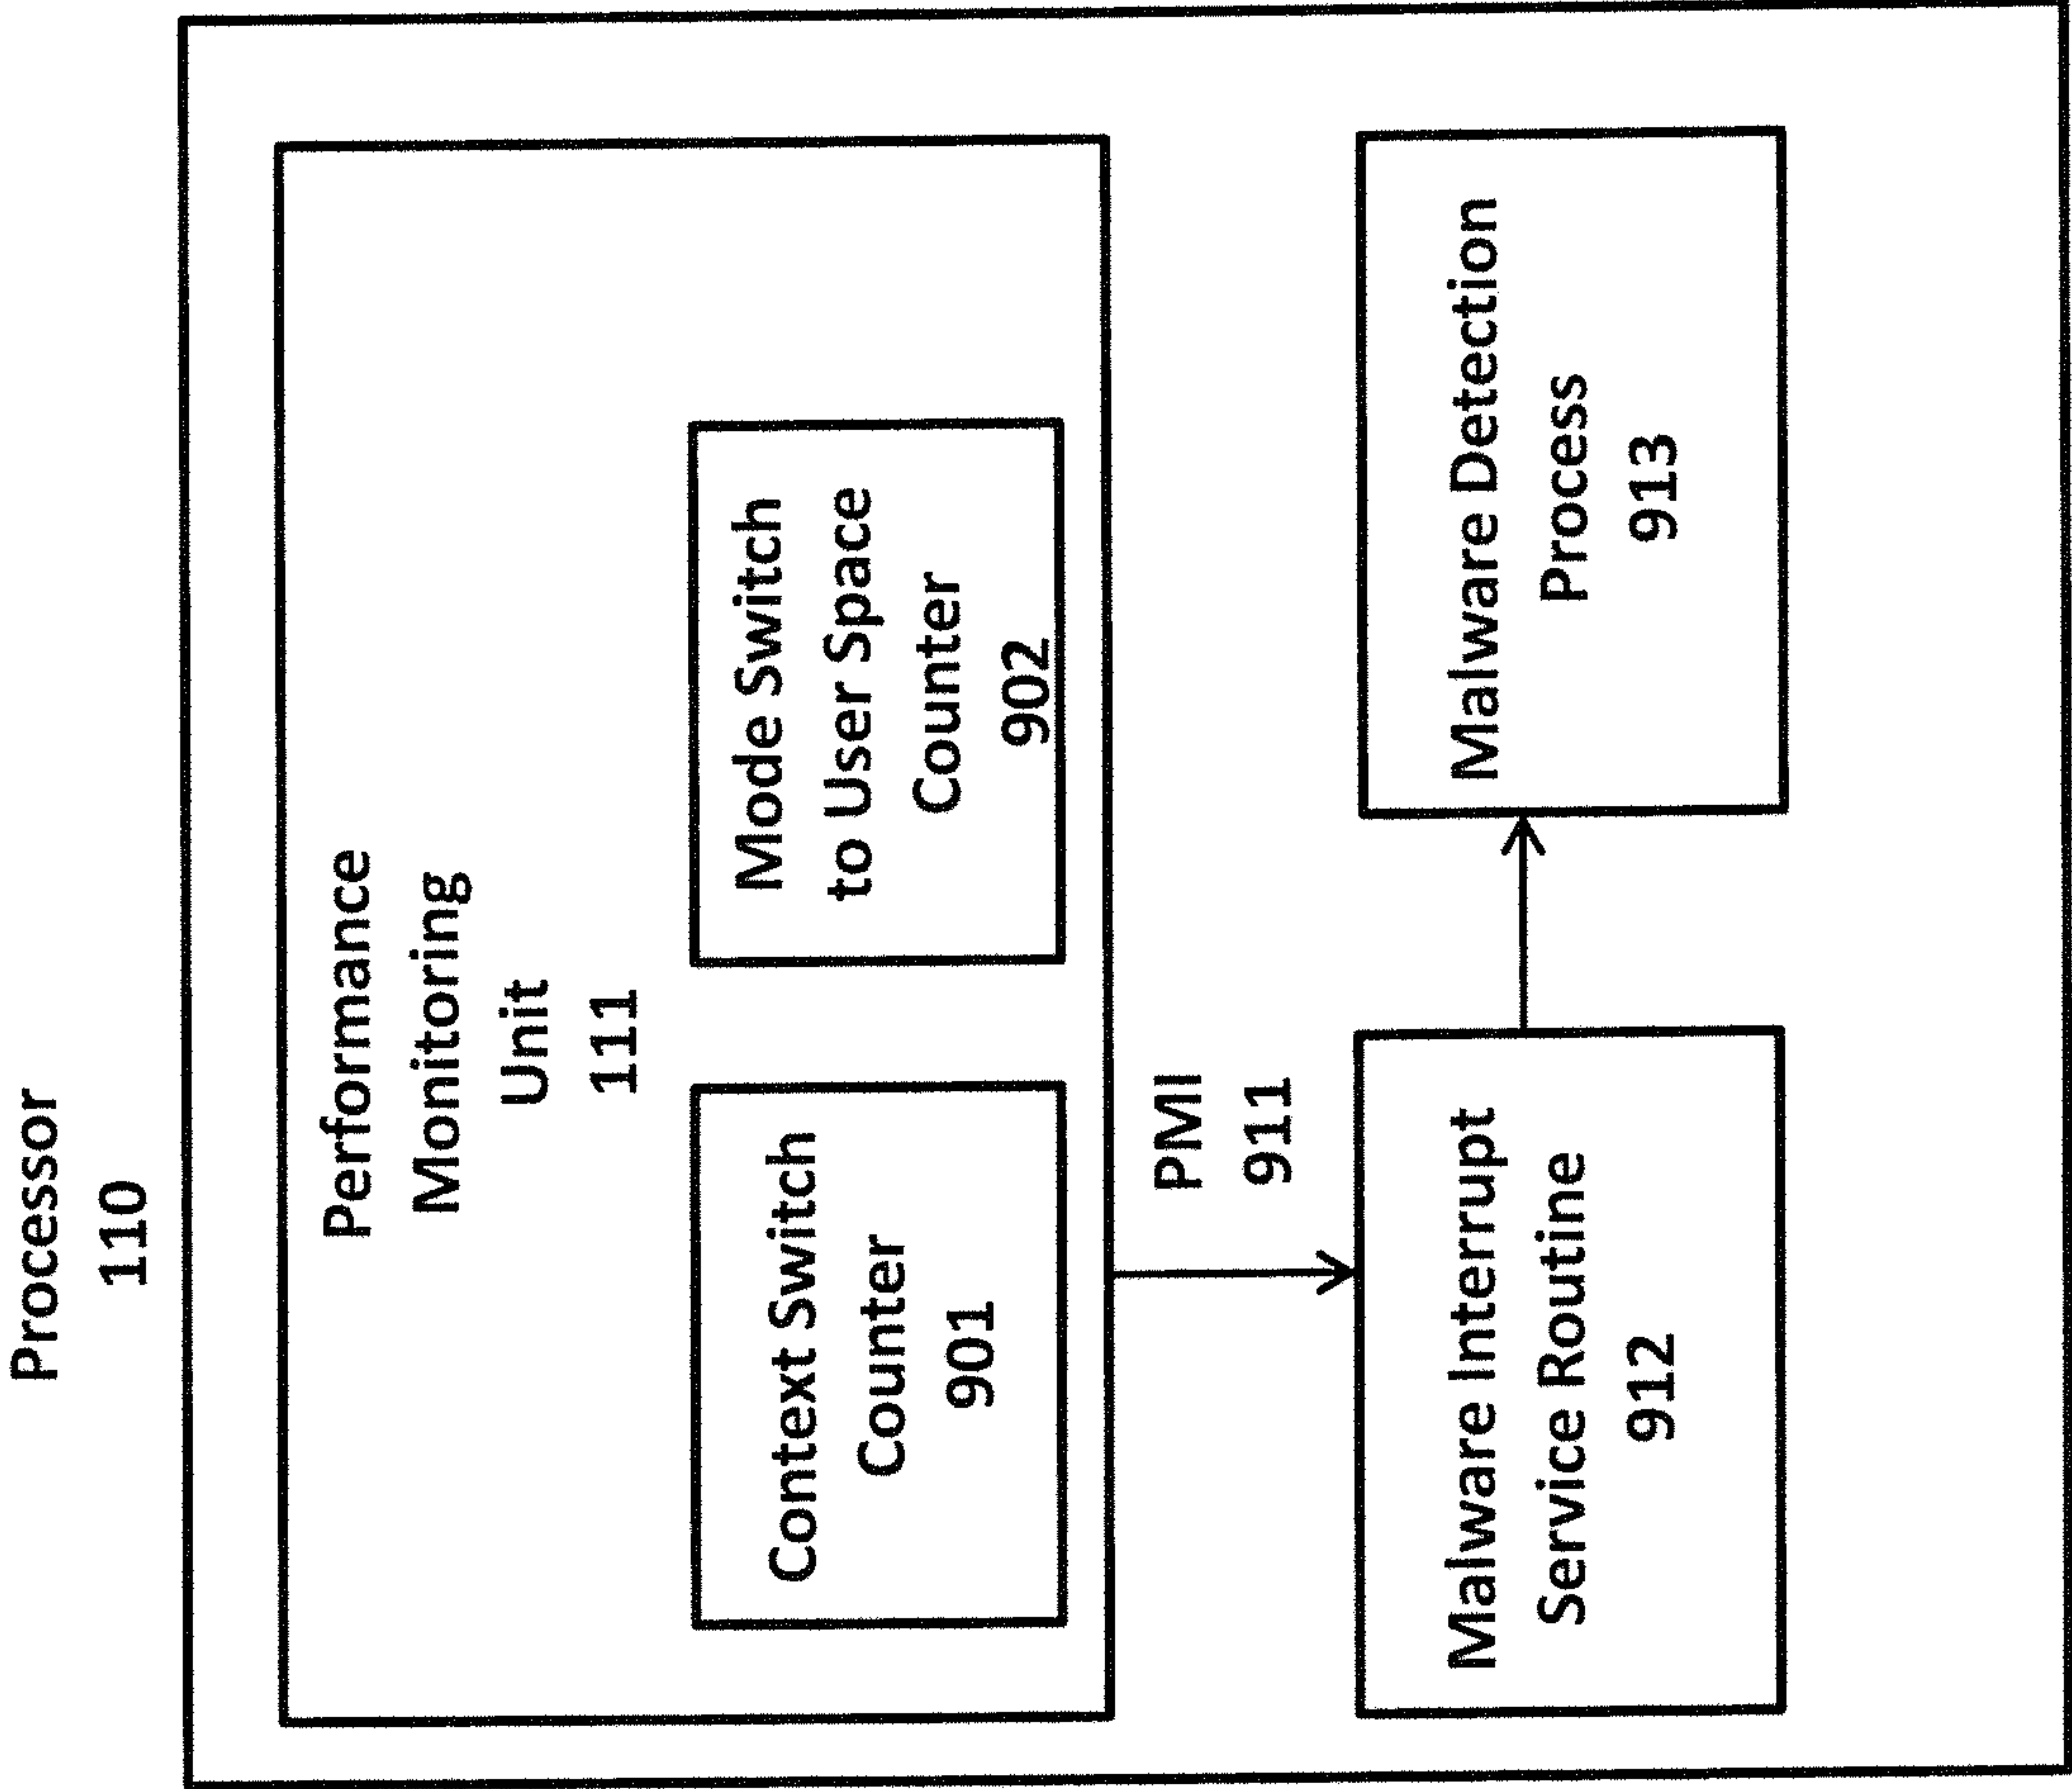 Processor
110
Performance
Monitoring
Unit
111
Context Switch
Counter
901
Mode Switch
to User Space
Counter
902
PMI
911
Malware Interrupt
Service Routine
912
Malware Detection
Process
913